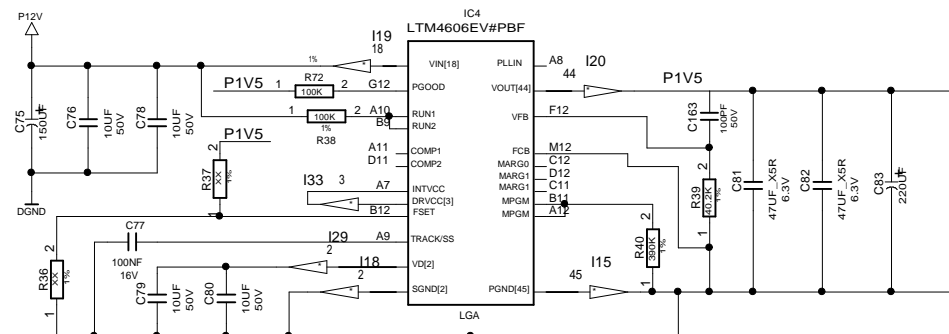 P12V
IC4
LTM4606EV#PBF
I19
18
VIN[18]
PLLIN
A8
I20
44
P1V5
1%
P1V5
1
R72
2
100K
G12
PGOOD
VOUT[44]
1
100K
2
A10
B9
RUN1
RUN2
VFB
F12
1%
R38
C75
150UF
C76
10UF
50V
C78
10UF
50V
P1V5
C163
100PF
50V
A11
D11
COMP1
COMP2
FCB
M12
MARG0
C12
MARG1
D12
MARG1
C11
2
R37
XX
1%
1
I33
3
A7
INTVCC
DRVCC[3]
B12
FSET
MPGM
B11
MPGM
A12
2
R39
40.2K
1%
1
C81
47UF_X5R
6.3V
C82
47UF_X5R
6.3V
C83
220UF
DGND
C77
100NF
16V
A9
TRACK/SS
2
R40
390K
1%
1
2
R36
XX
1%
1
I29
2
VD[2]
I18
2
SGND[2]
C79
10UF
50V
C80
10UF
50V
I15
45
PGND[45]
LGA